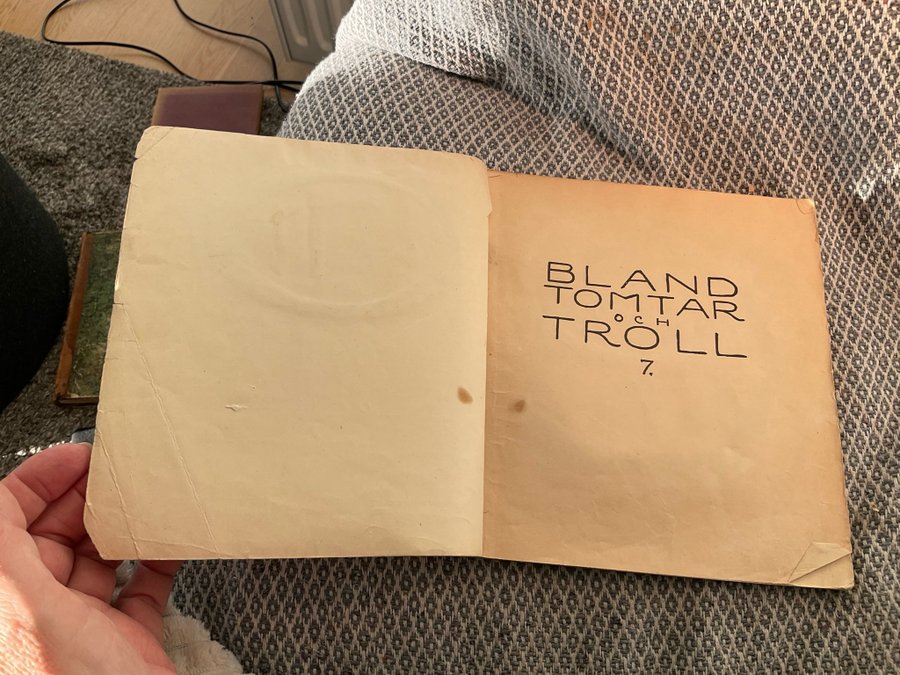 BLAND
TOMTAR
OCH
TROLL
7.